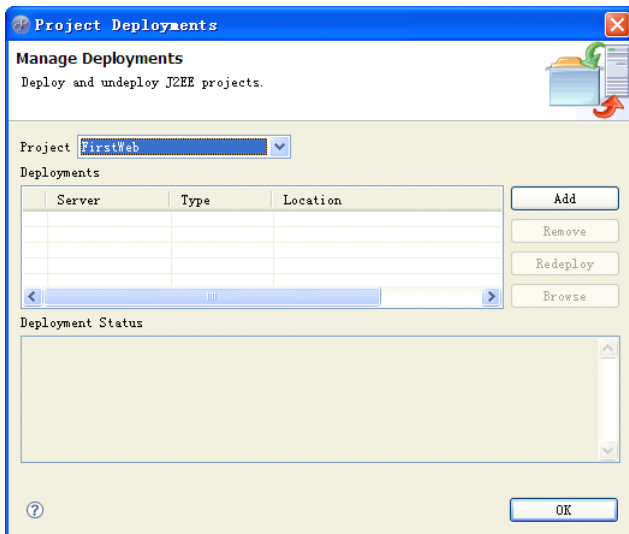 Project Deployments
Manage Deployments
Deploy and undeploy J2EE projects.
Project FirstWeb
Deployments
Server Type Location
Add
Remove
Redeploy
Browse
Deployment Status
? OK